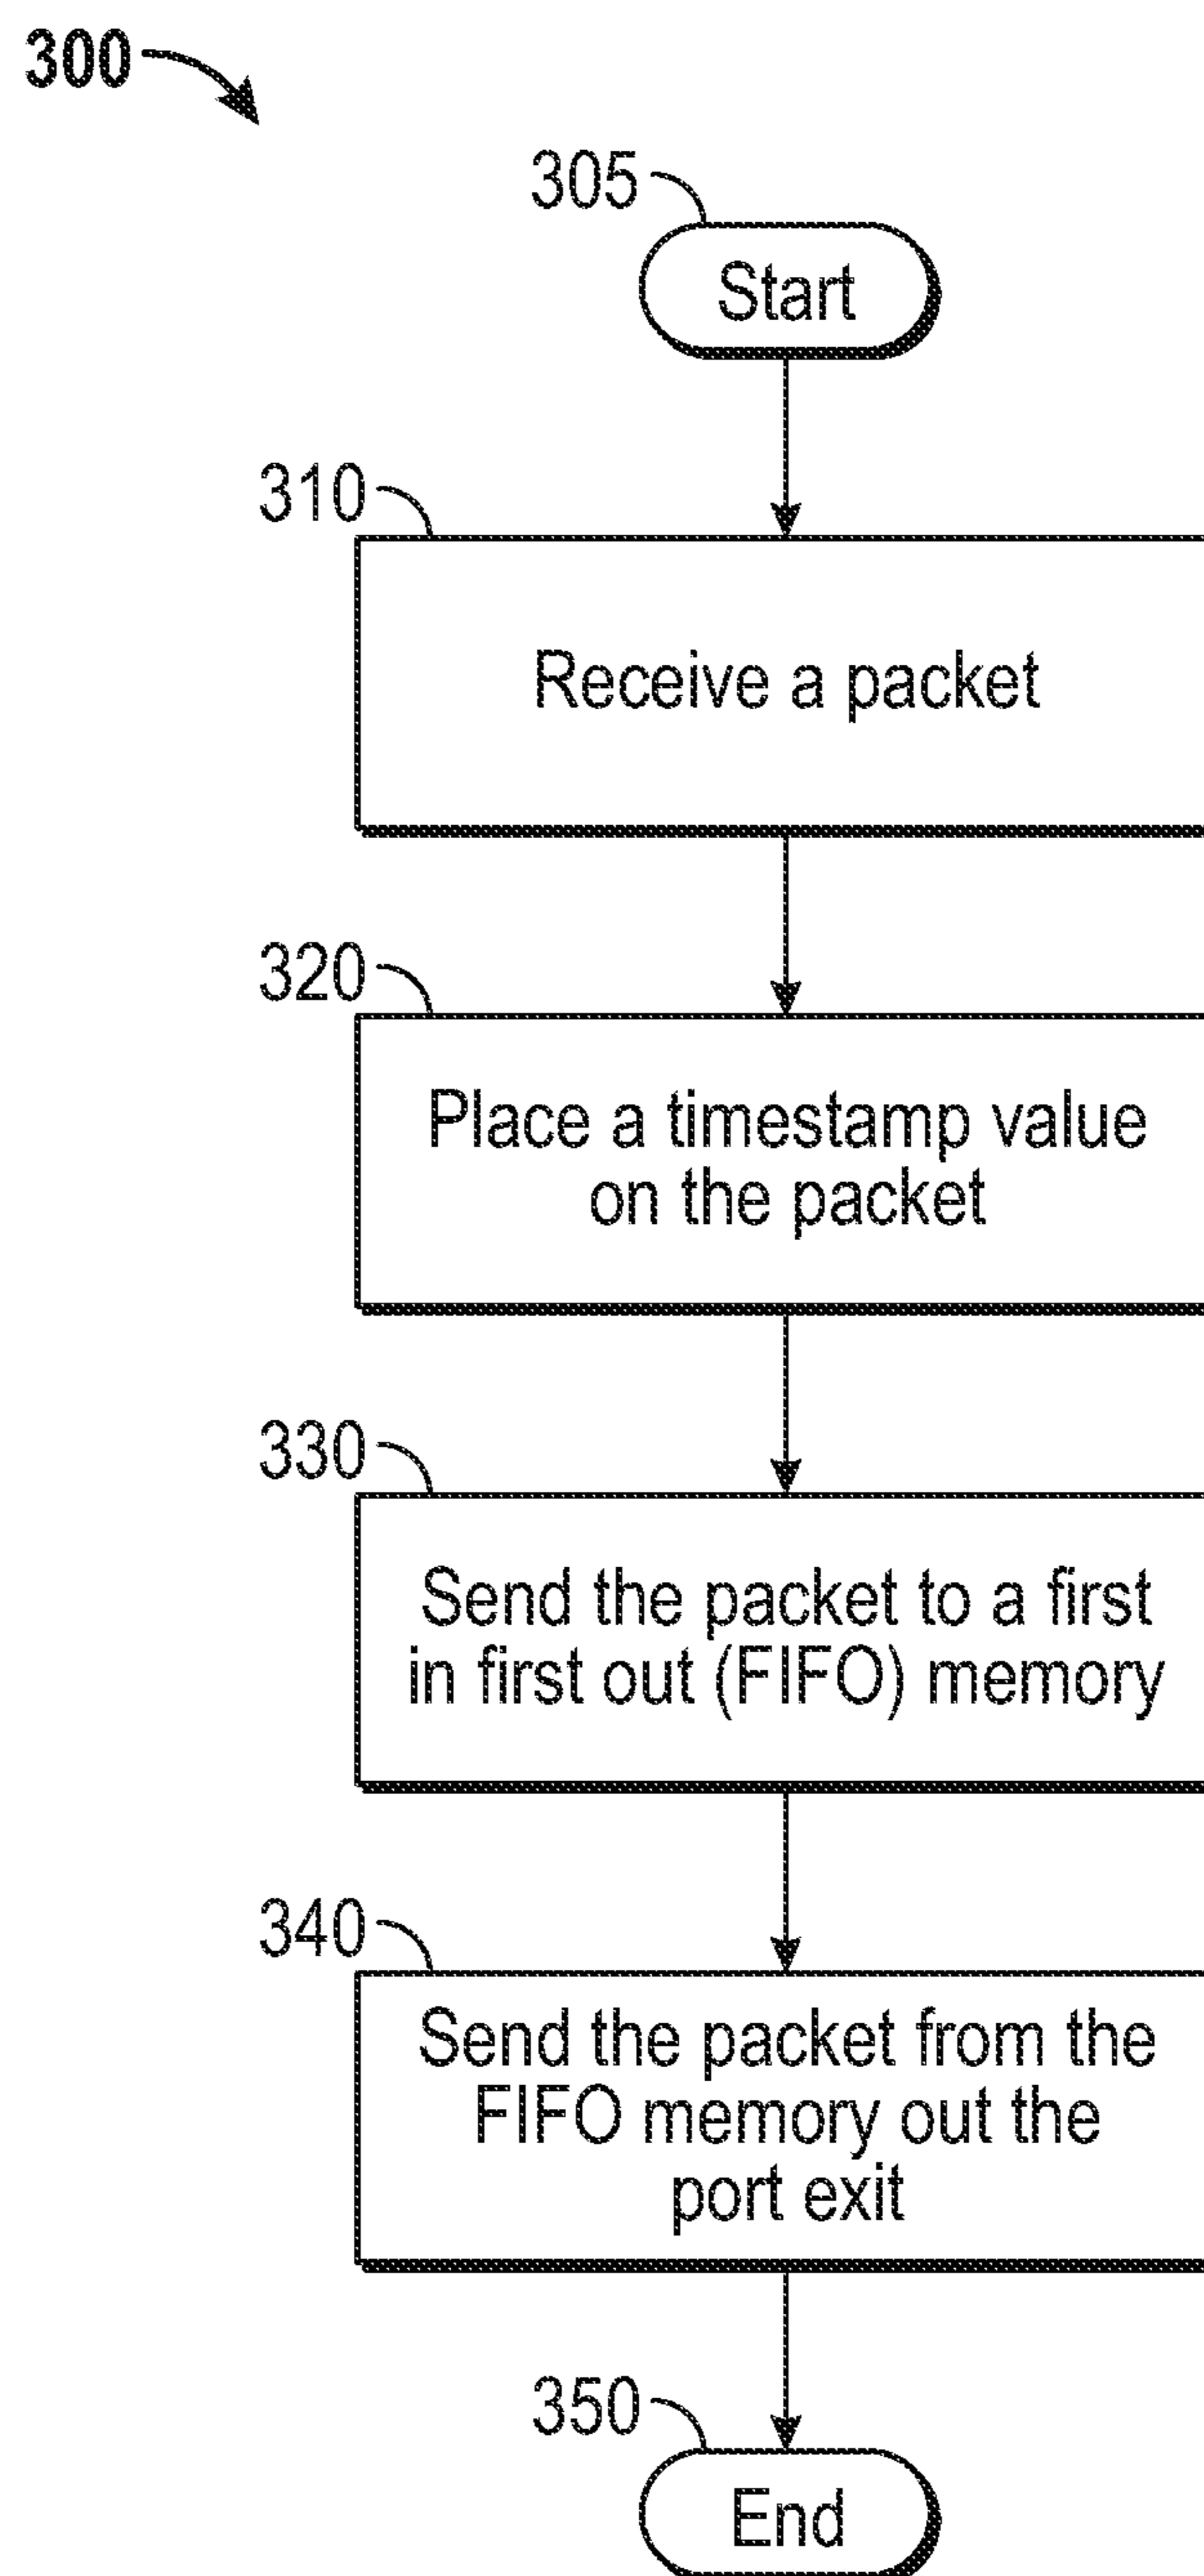 300
305
Start
310
Receive a packet
320
Place a timestamp value
on the packet
330
Send the packet to a first
in first out (FIFO) memory
340
Send the packet from the
FIFO memory out the
port exit
350
End